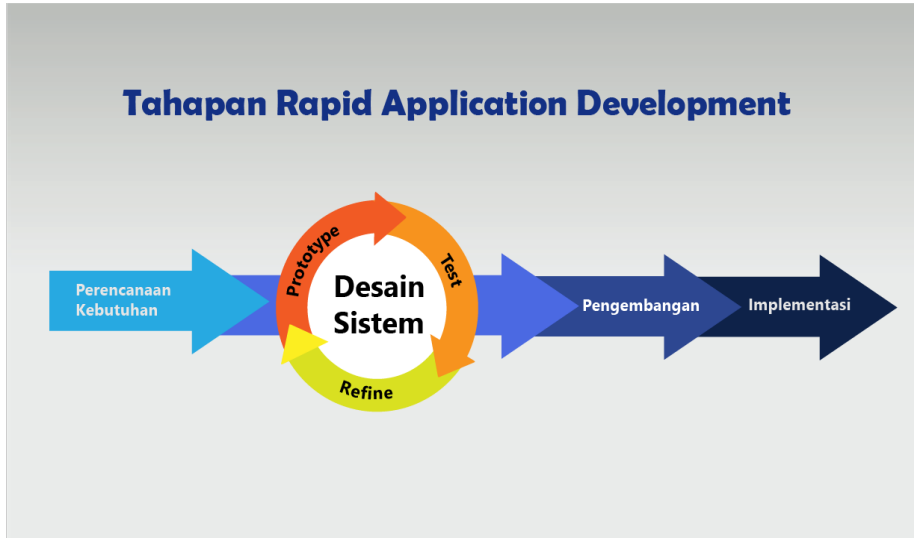 Tahapan Rapid Application Development
Perencanaan
Kebutuhan
Prototype
Test
Refine
Desain
Sistem
Pengembangan
Implementasi